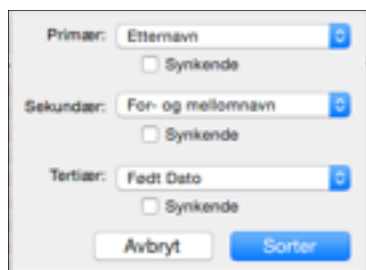 Primær: Etternavn
Synkende
Sekundær: For- og mellomnavn
Synkende
Tertiær: Født Dato
Synkende
Avbryt Sorter